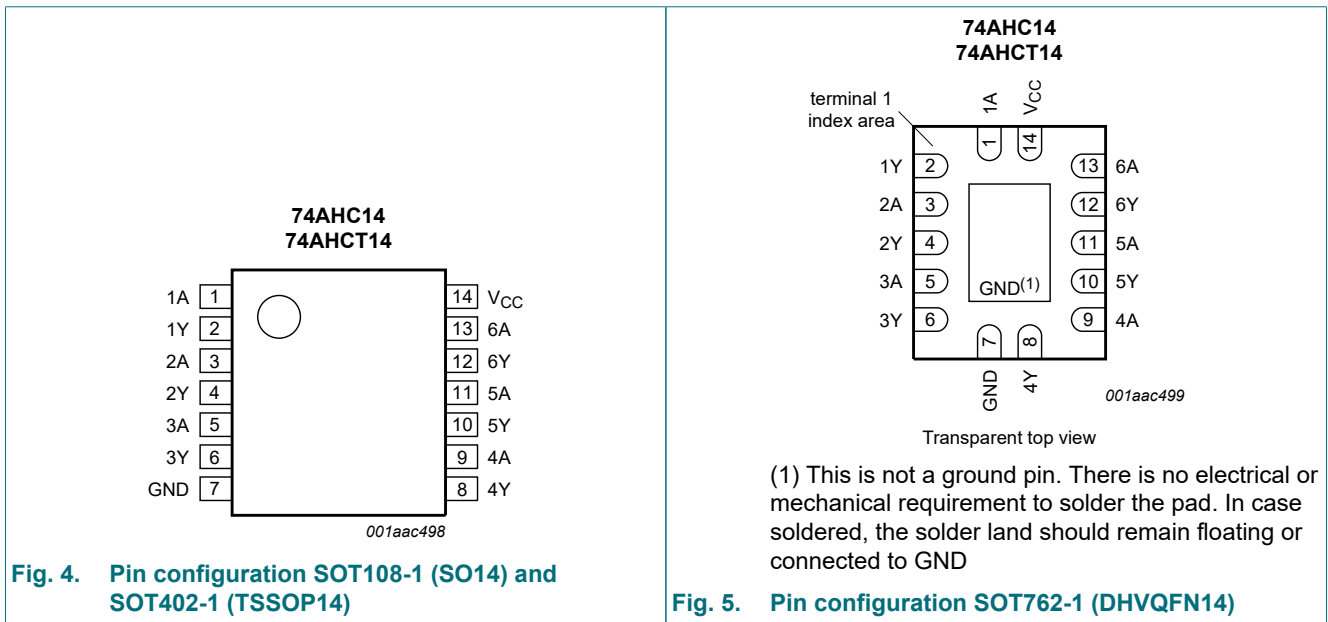 74AHC14
74AHCT14
1A 1
1Y 2
2A 3
2Y 4
3A 5
3Y 6
GND 7
14 VCC
13 6A
12 6Y
11 5A
10 5Y
9 4A
8 4Y
001aac498
Fig. 4. Pin configuration SOT108-1 (SO14) and
SOT402-1 (TSSOP14)
74AHC14
74AHCT14
terminal 1
index area
1A
VCC
1
14
1Y 2
2A 3
2Y 4
3A 5
3Y 6
13 6A
12 6Y
11 5A
10 5Y
9 4A
GND(1)
7
8
GND
4Y
001aac499
Transparent top view
(1) This is not a ground pin. There is no electrical or
mechanical requirement to solder the pad. In case
soldered, the solder land should remain floating or
connected to GND
Fig. 5. Pin configuration SOT762-1 (DHVQFN14)